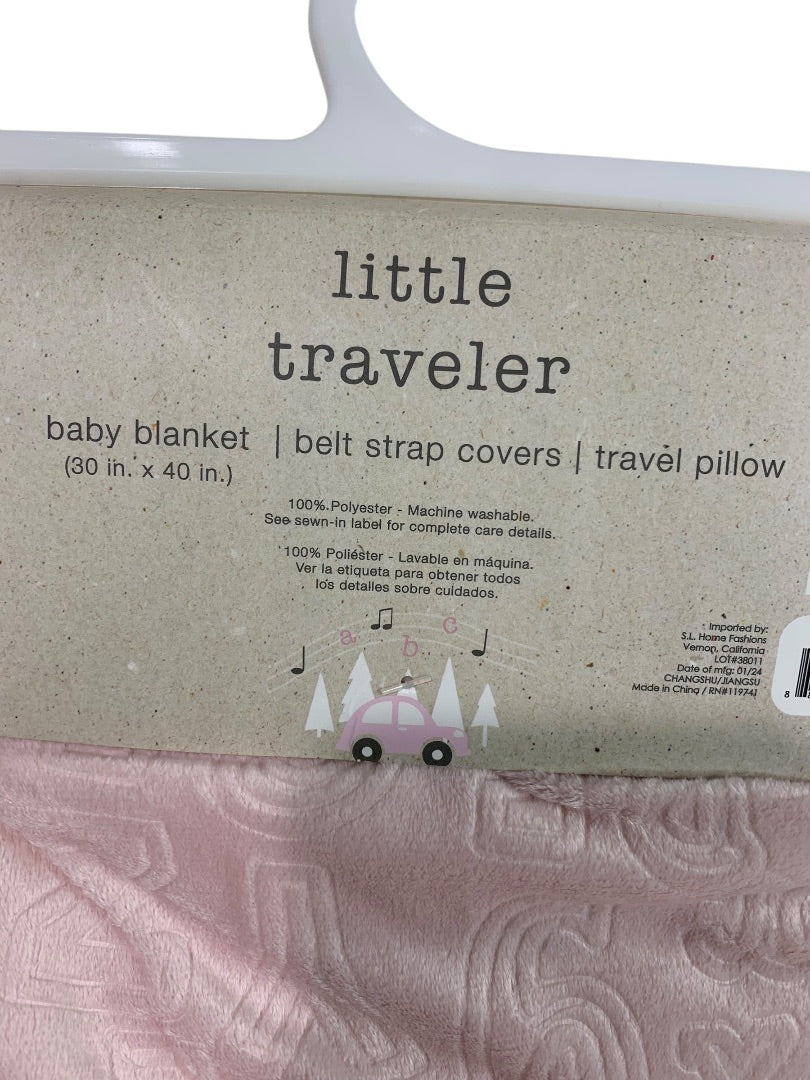 little
traveler
baby blanket | belt strap covers | travel pillow
(30 in. x 40 in.)
100% Polyester - Machine washable.
See sewn-in label for complete care details.
100% Poliéster - Lavable en máquina.
Ver la etiqueta para obtener todos
los detalles sobre cuidados.
a b c
Imported by:
S.L. Home Fashions
Vernon, California
LOT#38011
Date of mfg: 01/24
CHANGSHU/JIANGSU
Made in China / RN#119741
8